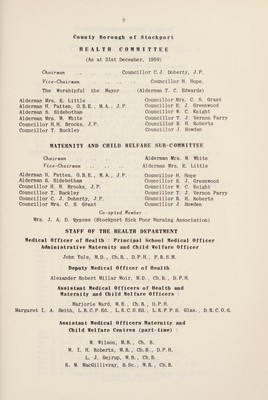 8
County Borough of Stockport
HEALTH COMMITTEE
(As at 31st December, 1959)
Chairman .. .. .. Councillor C.J. Doherty, J.P.
Vice-Chairman .. .. .. Councillor H. Hope.
The Worshipful the Mayor (Alderman T. C. Edwards)
Alderman Mrs. E. Little Councillor Mrs. C. S. Grant
Alderman H. Patten, O.B.E., M.A., J.P. Councillor E. J. Greenwood
Alderman S. Sidebotham Councillor W. C. Knight
Alderman Mrs. M. White Councillor T. J. Vernon Parry
Councillor H.H. Brooks, J.P. Councillor H. H. Roberts
Councillor T. Buckley Councillor J. Howden
MATERNITY AND CHILD WELFARE SUB-COMMITTEE
Chairman .. .. .. Alderman Mrs. M. White
Vice-Chairman .. .. .. Alderman Mrs. E. Little
Alderman H. Patten, O.B.E., M.A., J.P. Councillor H. Hope
Alderman S. Sidebotham Councillor E. J. Greenwood
Councillor H. H. Brooks, J.P. Councillor W. C. Knight
Councillor T. Buckley Councillor T. J. Vernon Parry
Councillor C. J. Doherty, J.P. Councillor H. H. Roberts
Councillor Mrs. C. S. Grant Councillor J. Howden
Co-opted Member :
Mrs. J. A. D. Wyness (Stockport Sick Poor Nursing Association)
STAFF OF THE HEALTH DEPARTMENT
Medical Officer of Health : Principal School Medical Officer
Administrative Maternity and Child Welfare Officer
John Yule, M.D., Ch.B., D.P.H., F.R.S.H.
Deputy Medical Officer of Health
Alexander Robert Millar Moir, M.D., Ch.B., D.P.H.
Assistant Medical Officers of Health and
Maternity and Child Welfare Officers :
Marjorie Ward, M.B., Ch.B., D.P.H.
Margaret I. A. Smith, L.R.C.P.Ed., L.R.C.S.Ed., L.R.F.P.S. Glas., D.R.C.O.G.
Assistant Medical Officers Maternity and
Child Welfare Centres (part-time) :
M. Wilson, M.B., Ch. B.
M. I. H. Roberts, M.B., Ch.B., D.P.H.
L. J. Sejrup, M.B., Ch.B.
R. M. MacGillivray, B.Sc., M.B., Ch.B.